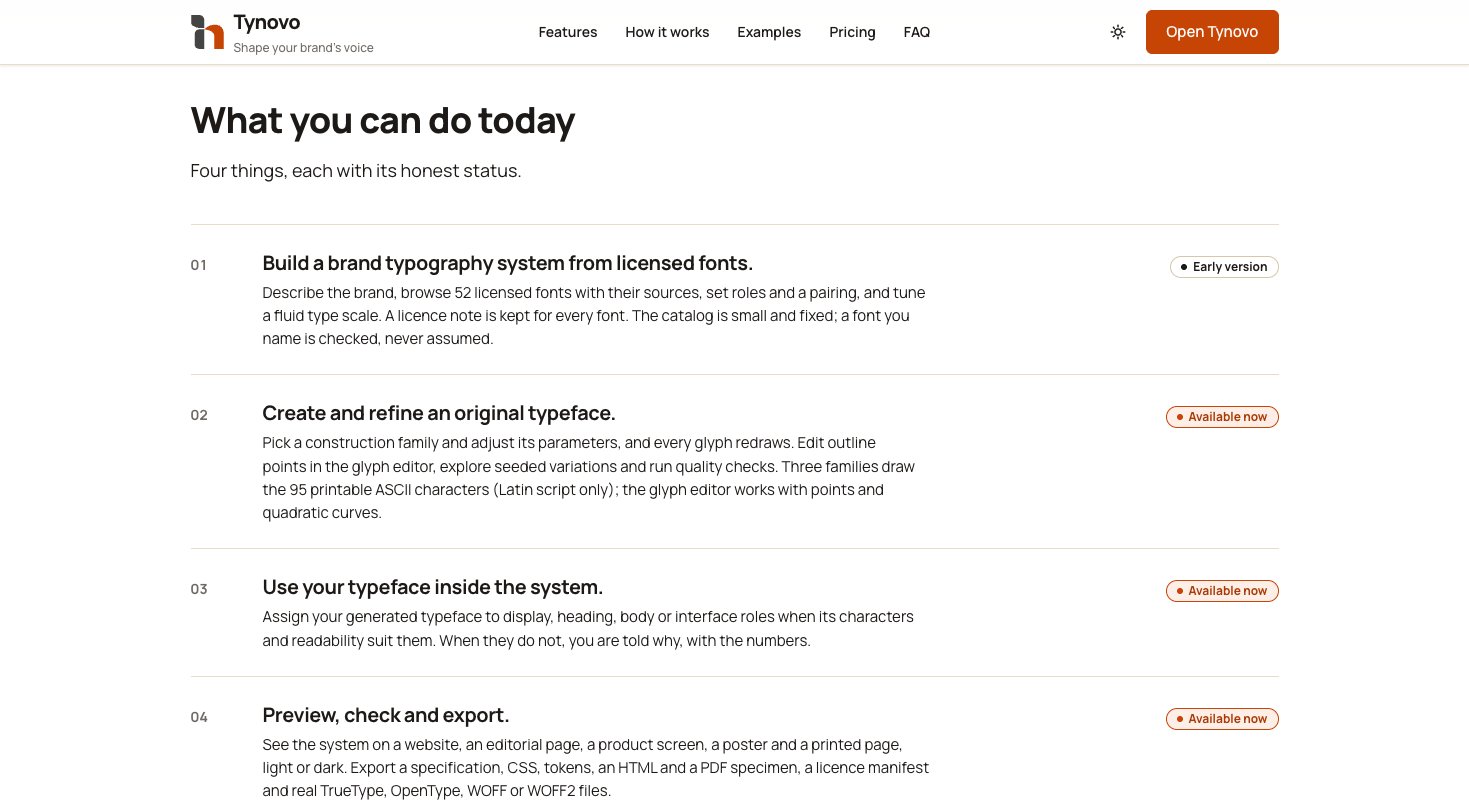 Tynovo
Shape your brand's voice
Features
How it works
Examples
Pricing
FAQ
Open Tynovo
What you can do today
Four things, each with its honest status.
01
Build a brand typography system from licensed fonts.
Early version
Describe the brand, browse 52 licensed fonts with their sources, set roles and a pairing, and tune
a fluid type scale. A licence note is kept for every font. The catalog is small and fixed; a font you
name is checked, never assumed.
02
Create and refine an original typeface.
Available now
Pick a construction family and adjust its parameters, and every glyph redraws. Edit outline
points in the glyph editor, explore seeded variations and run quality checks. Three families draw
the 95 printable ASCII characters (Latin script only); the glyph editor works with points and
quadratic curves.
03
Use your typeface inside the system.
Available now
Assign your generated typeface to display, heading, body or interface roles when its characters
and readability suit them. When they do not, you are told why, with the numbers.
04
Preview, check and export.
Available now
See the system on a website, an editorial page, a product screen, a poster and a printed page,
light or dark. Export a specification, CSS, tokens, an HTML and a PDF specimen, a licence manifest
and real TrueType, OpenType, WOFF or WOFF2 files.